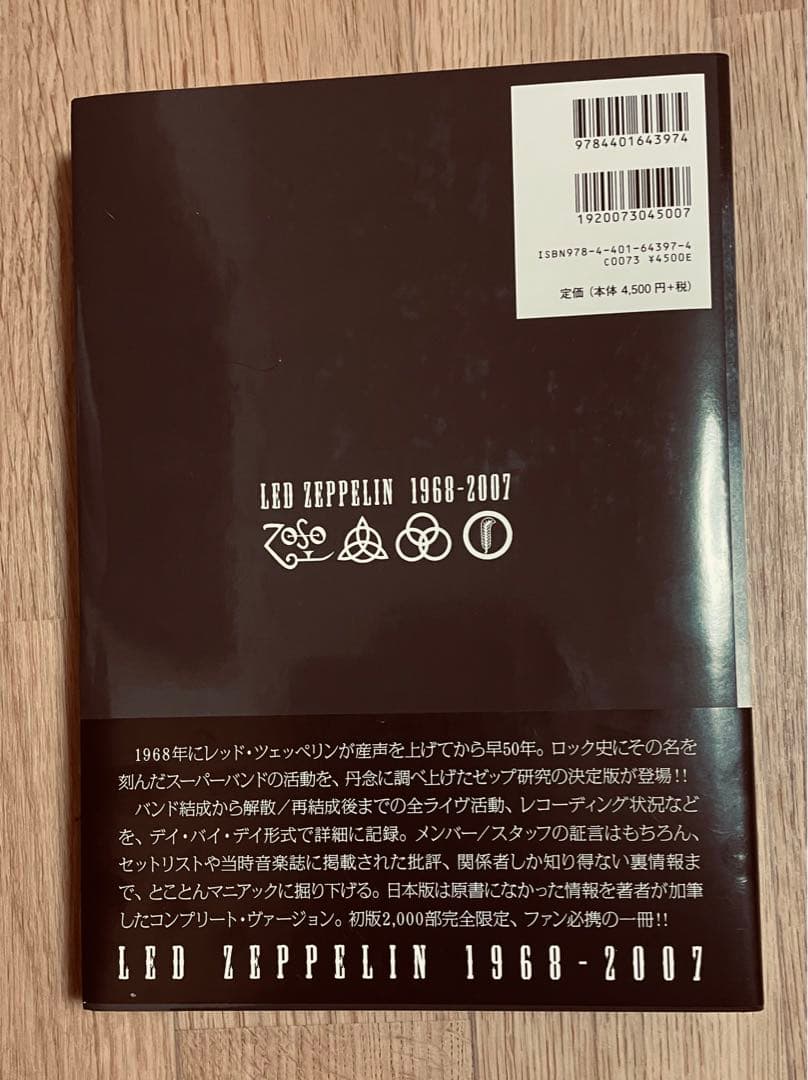 9784401643974
1920073045007
ISBN978-4-401-64397-4
C0073 ¥4500E
定価（本体 4,500 円+税）
LED ZEPPELIN 1968-2007
ZOSO
1968年にレッド・ツェッペリンが産声を上げてから早50年。ロック史にその名を
刻んだスーパーバンドの活動を、丹念に調べ上げたゼップ研究の決定版が登場!!
バンド結成から解散／再結成後までの全ライヴ活動、レコーディング状況など
を、デイ・バイ・デイ形式で詳細に記録。メンバー／スタッフの証言はもちろん、
セットリストや当時音楽誌に掲載された批評、関係者しか知り得ない裏情報ま
で、とことんマニアックに掘り下げる。日本版は原書になかった情報を著者が加筆
したコンプリート・ヴァージョン。初版2,000部完全限定、ファン必携の一冊!!
LED ZEPPELIN 1968-2007